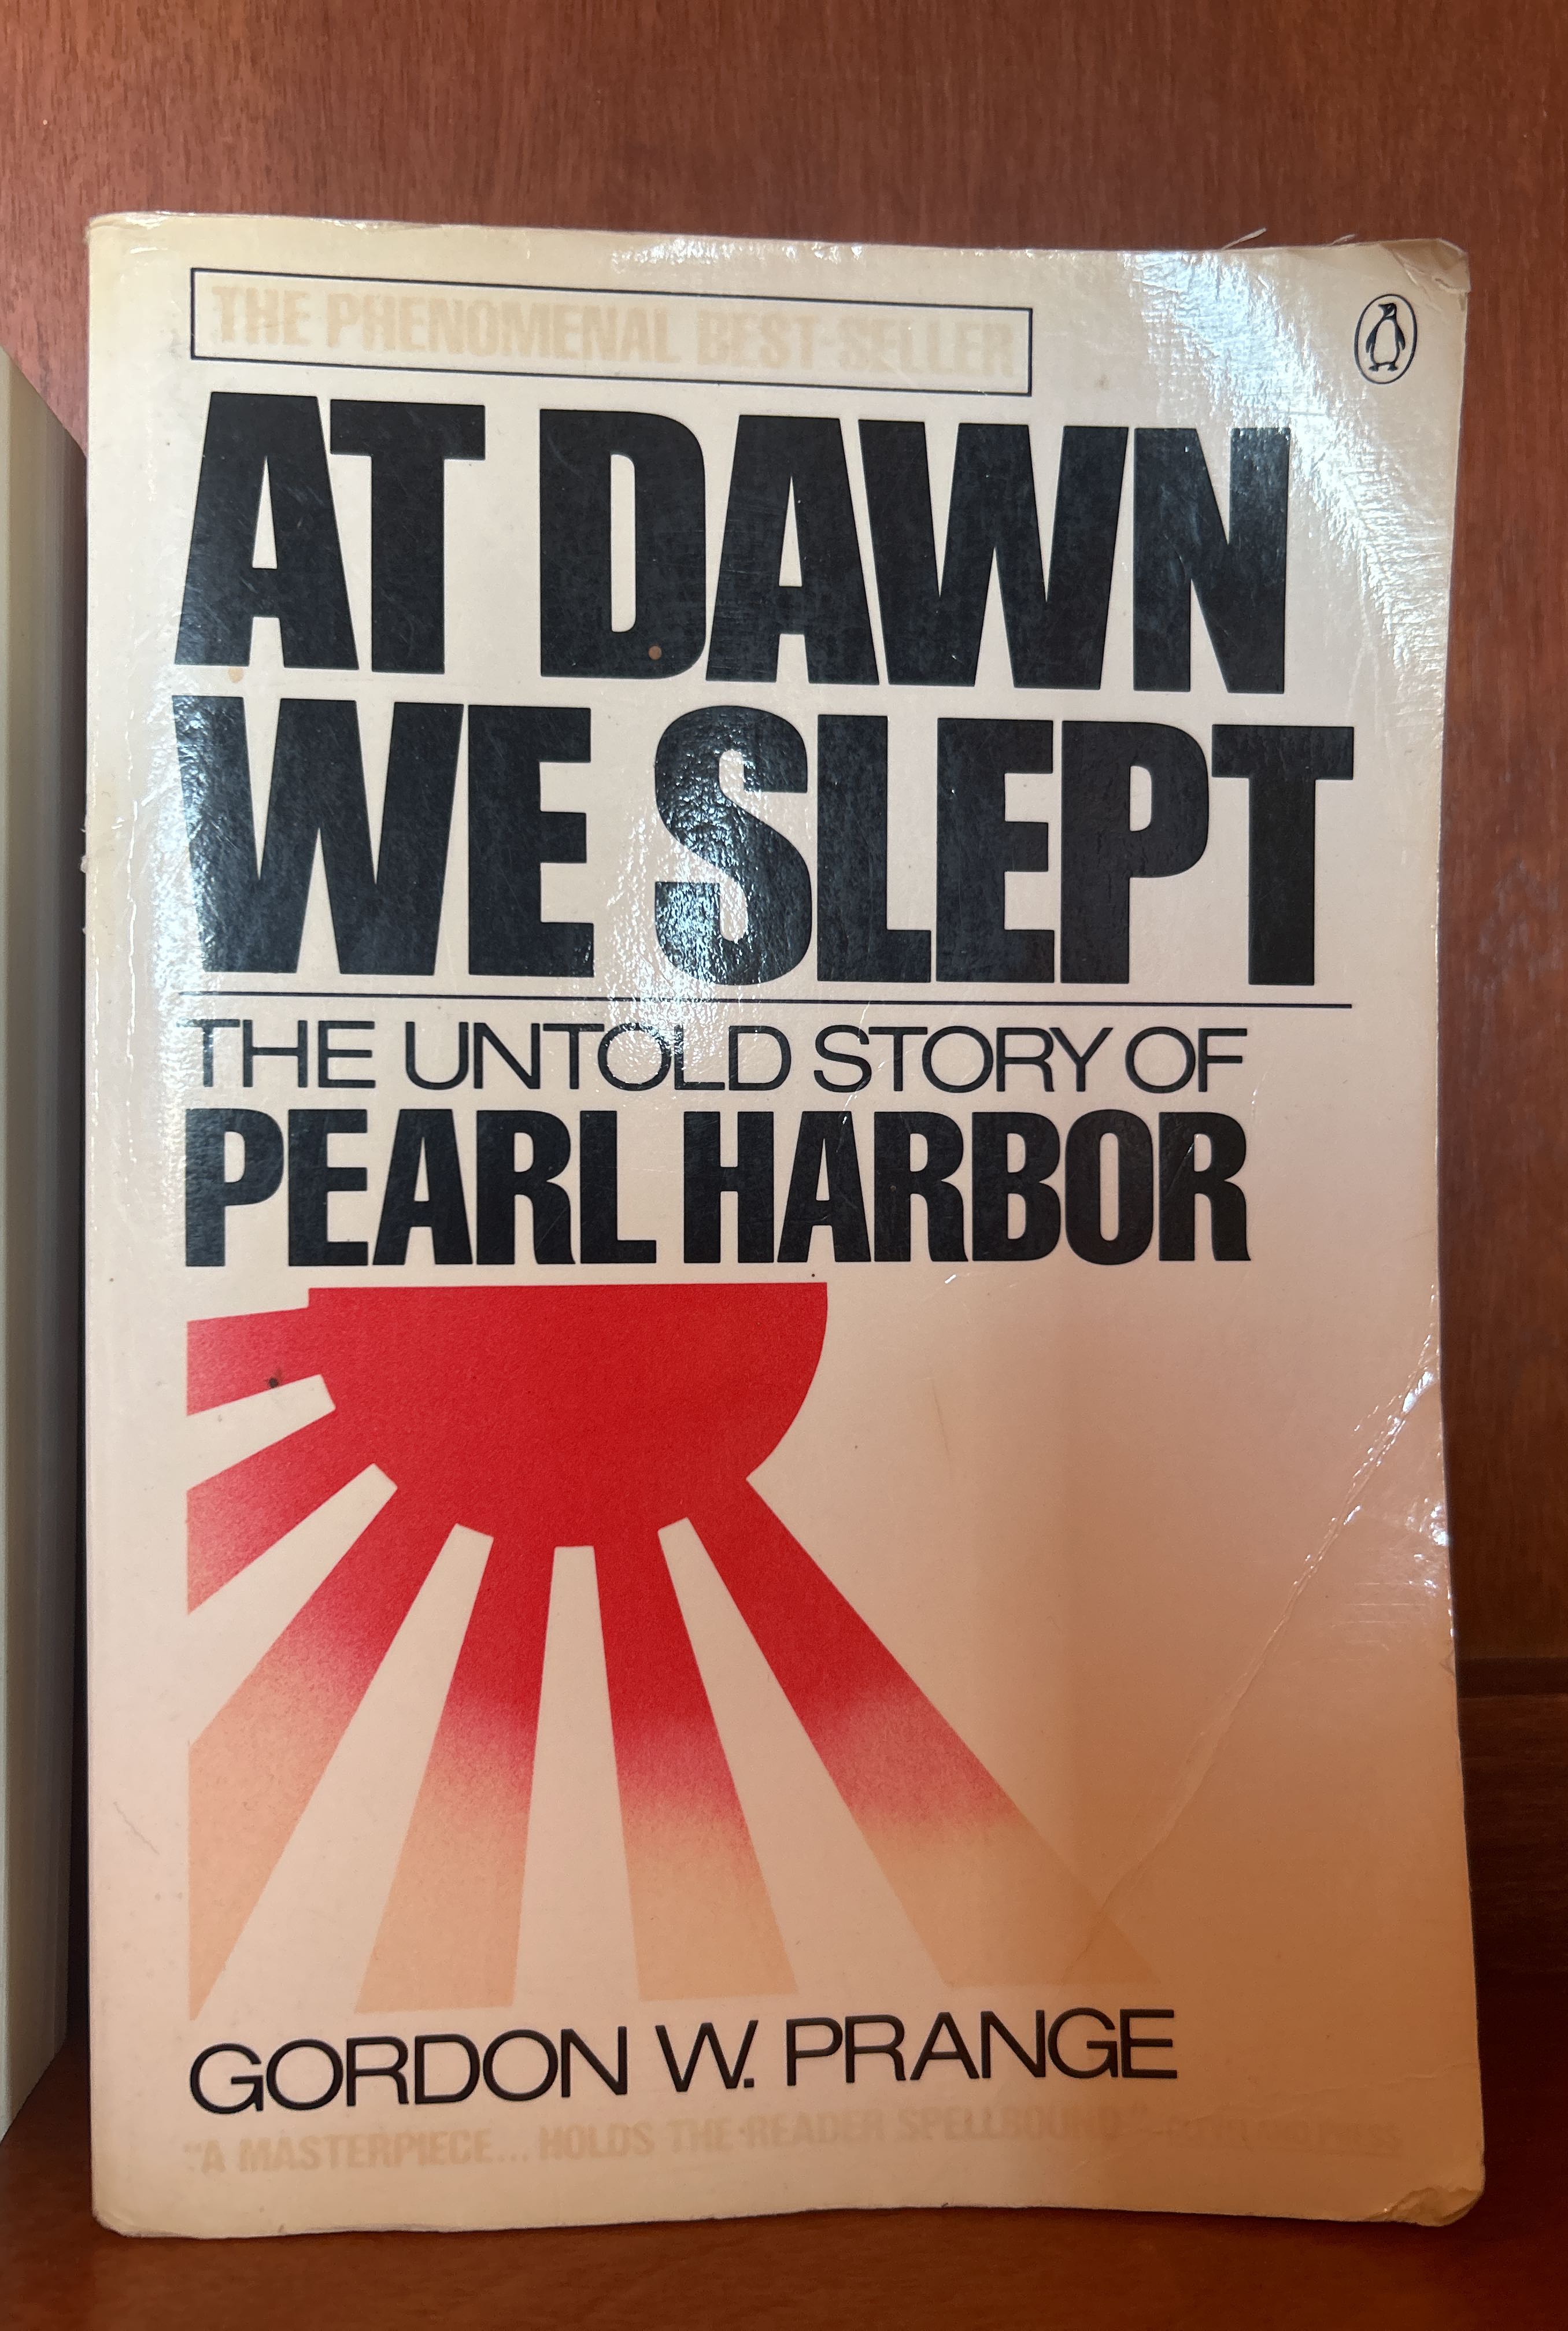 THE PHENOMENAL BEST-SELLER
AT DAWN
WE SLEPT
THE UNTOLD STORY OF
PEARL HARBOR
GORDON W. PRANGE
“A MASTERPIECE... HOLDS THE READER SPELLBOUND”